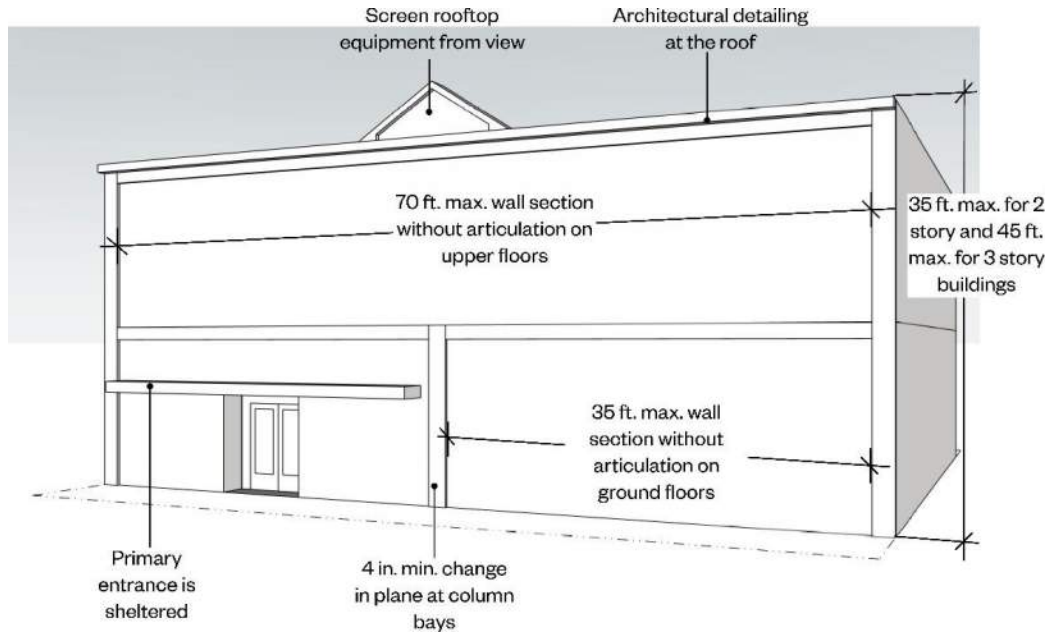 Screen rooftop
equipment from view
Architectural detailing
at the roof
70 ft. max. wall section
without articulation on
upper floors
35 ft. max. for 2
story and 45 ft.
max. for 3 story
buildings
35 ft. max. wall
section without
articulation on
ground floors
Primary
entrance is
sheltered
4 in. min. change
in plane at column
bays